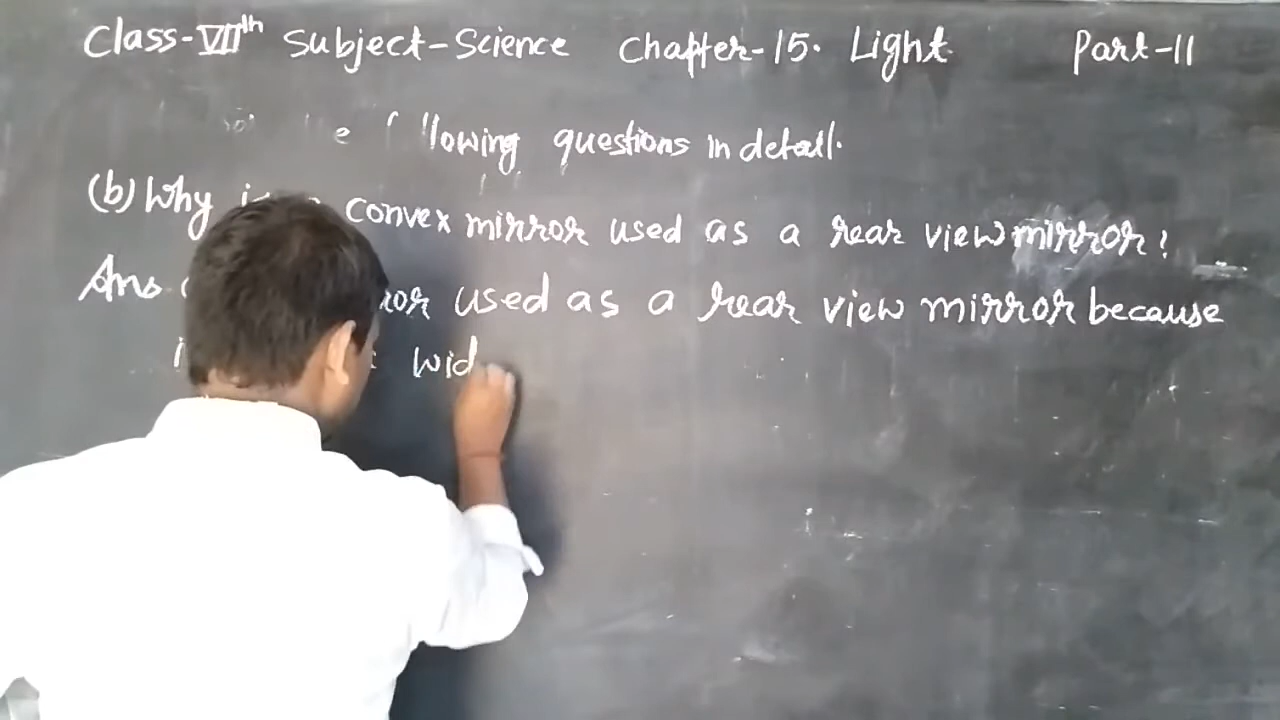 Class-VIIth Subject-Science Chapter-15. Light Part-11
questions in detail.
(b) Why convex mirror used as a rear view mirror?
Ans used as a rear view mirror because
wid